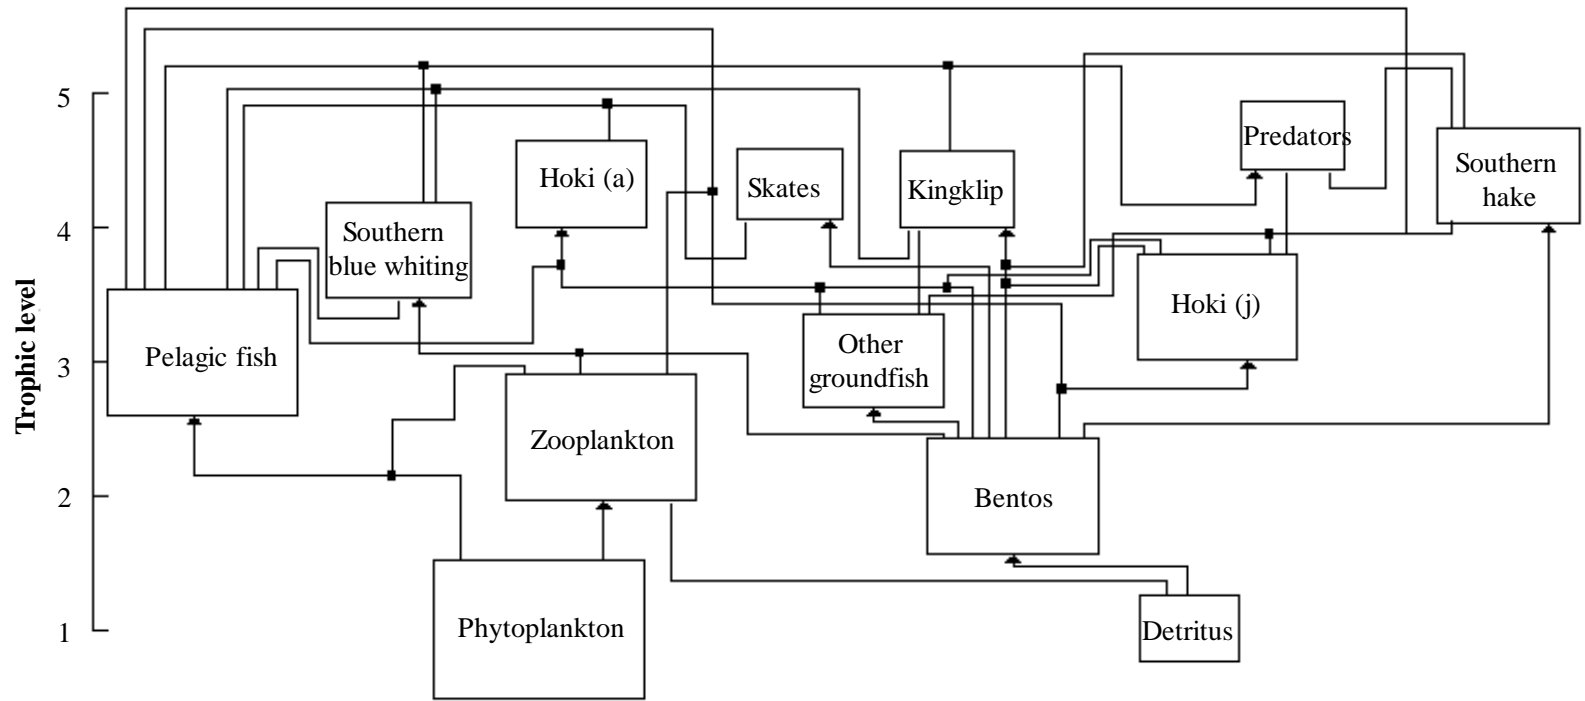 5
Predators
Southern
hake
Hoki (a)
Skates
Kingklip
4
Southern
blue whiting
Trophic level
Hoki (j)
Pelagic fish
3
Other
groundfish
Zooplankton
2
Bentos
1
Phytoplankton
Detritus